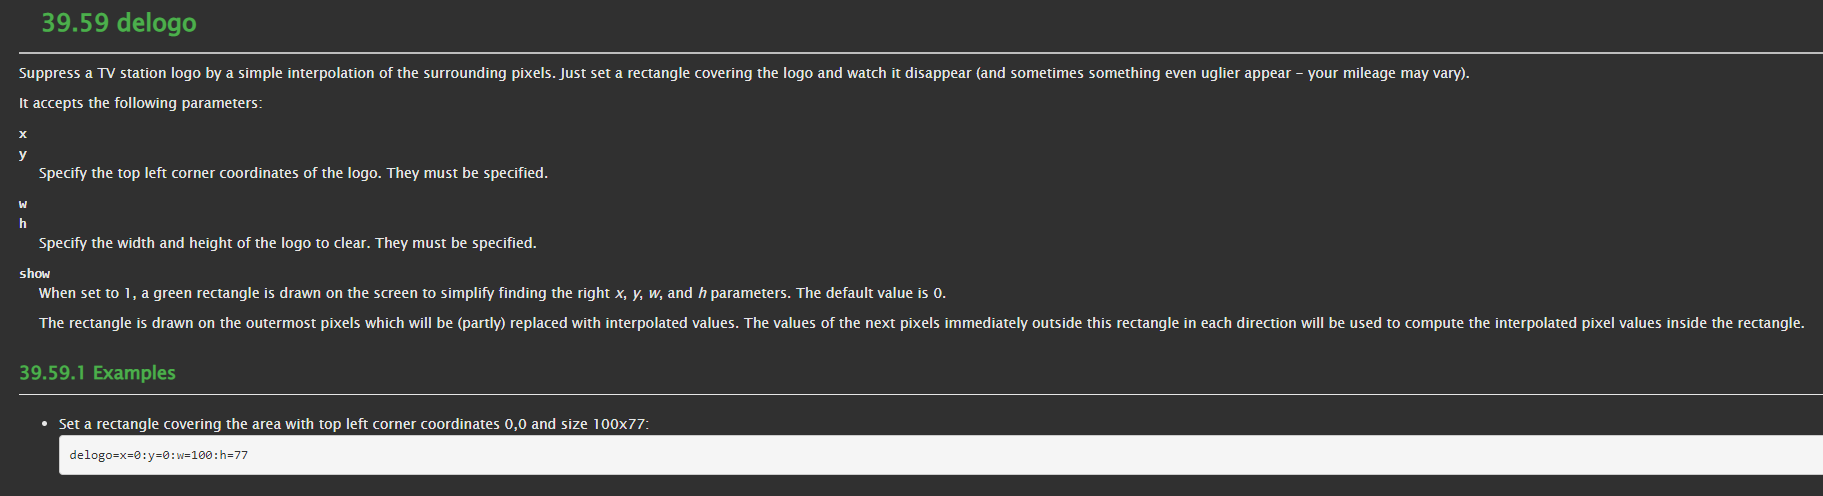 39.59 delogo
Suppress a TV station logo by a simple interpolation of the surrounding pixels. Just set a rectangle covering the logo and watch it disappear (and sometimes something even uglier appear – your mileage may vary).
It accepts the following parameters:
x
y
Specify the top left corner coordinates of the logo. They must be specified.
w
h
Specify the width and height of the logo to clear. They must be specified.
show
When set to 1, a green rectangle is drawn on the screen to simplify finding the right x, y, w, and h parameters. The default value is 0.
The rectangle is drawn on the outermost pixels which will be (partly) replaced with interpolated values. The values of the next pixels immediately outside this rectangle in each direction will be used to compute the interpolated pixel values inside the rectangle.
39.59.1 Examples
• Set a rectangle covering the area with top left corner coordinates 0,0 and size 100x77:
delogo=x=0:y=0:w=100:h=77